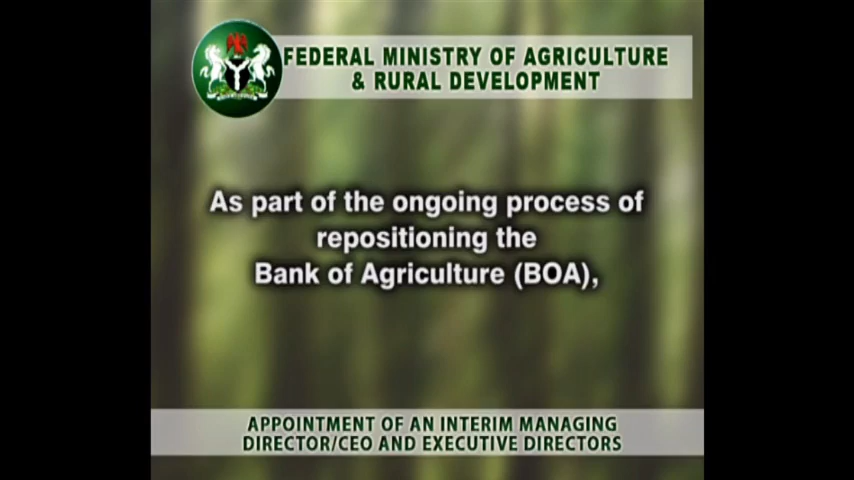 FEDERAL MINISTRY OF AGRICULTURE
& RURAL DEVELOPMENT
As part of the ongoing process of
repositioning the
Bank of Agriculture (BOA),
APPOINTMENT OF AN INTERIM MANAGING
DIRECTOR/CEO AND EXECUTIVE DIRECTORS